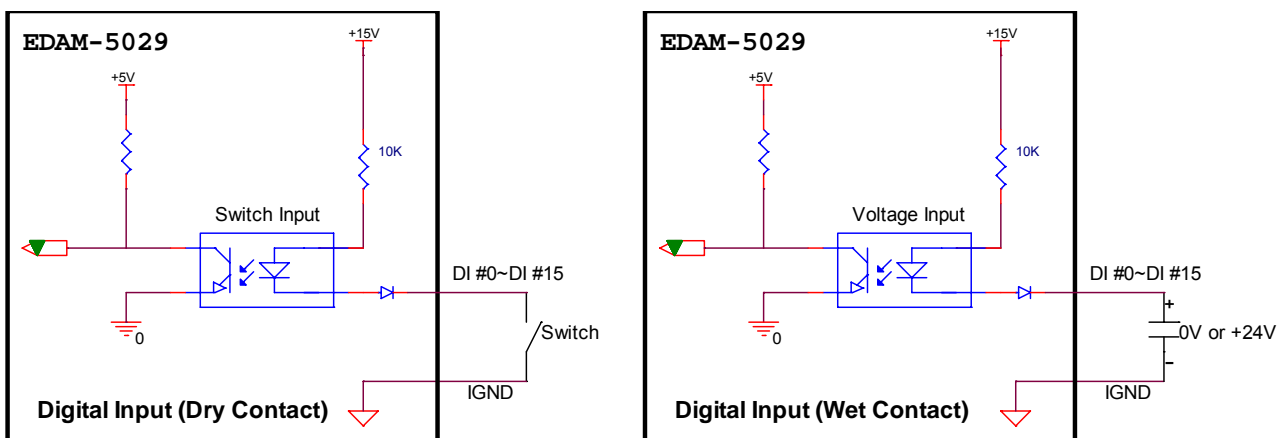 EDAM-5029
+15V
+5V
10K
Switch Input
DI #0~DI #15
Switch
0
IGND
Digital Input (Dry Contact)
EDAM-5029
+15V
+5V
10K
Voltage Input
DI #0~DI #15
+
0V or +24V
−
0
IGND
Digital Input (Wet Contact)